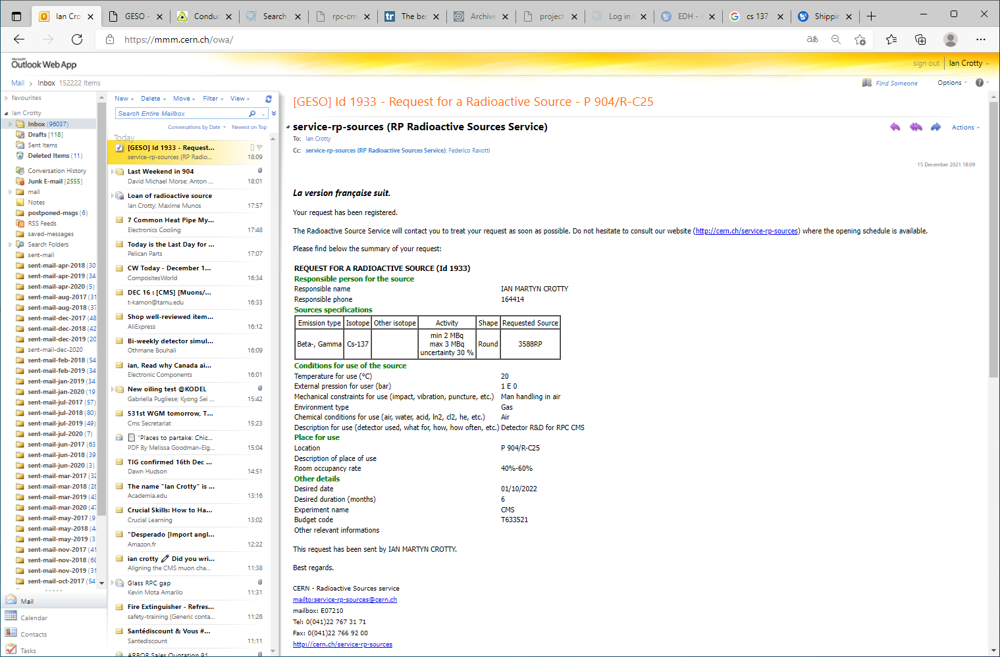 Ian Cro
GESO -
Conduc
Search
rpc-cm
The bes
Archive
project
Log in t
EDH -
cs 137
Shippin
https://mmm.cern.ch/owa/
Microsoft
Outlook Web App
sign out Ian Crotty
Mail Inbox 152222 Items
Find Someone Options
favourites
Ian Crotty
Inbox (96037)
Drafts [118]
Sent Items
Deleted Items (11)
Conversation History
Junk E-mail [2555]
mail
Notes
postponed-msgs (6)
RSS Feeds
saved-messages
Search Folders
sent-mail
sent-mail-apr-2018 (30
sent-mail-apr-2019 (34
sent-mail-apr-2020 (5)
sent-mail-aug-2017 (31
sent-mail-aug-2018 (37
sent-mail-dec-2017 (48
sent-mail-dec-2018 (42
sent-mail-dec-2019 (20
sent-mail-dec-2020
sent-mail-feb-2018 (54
sent-mail-feb-2019 (34
sent-mail-jan-2019 (34
sent-mail-jan-2020 (19
sent-mail-jul-2017 (57)
sent-mail-jul-2018 (80)
sent-mail-jul-2019 (49)
sent-mail-jul-2020 (7)
sent-mail-jun-2017 (63
sent-mail-jun-2018 (39
sent-mail-jun-2020 (3)
sent-mail-mar-2017 (32
sent-mail-mar-2018 (26
sent-mail-mar-2019 (43
sent-mail-mar-2020 (47
sent-mail-may-2017 (9
sent-mail-may-2018 (44
sent-mail-may-2019 (3
sent-mail-nov-2017 (41
sent-mail-nov-2018 (68
sent-mail-nov-2019 (31
sent-mail-oct-2017 (54
Mail
Calendar
Contacts
Tasks
New Delete Move Filter View
Search Entire Mailbox
Conversations by Date Newest on Top
Today
[GESO] Id 1933 - Request...
service-rp-sources (RP Radio... 18:09
Last Weekend in 904
David Michael Morse; Anton ... 18:01
Loan of radioactive source
Ian Crotty; Maxime Munos 17:57
7 Common Heat Pipe My...
Electronics Cooling 17:48
Today is the Last Day for ...
Pelican Parts 17:07
CW Today - December 1...
CompositesWorld 16:34
DEC 16 : [CMS] [Muons/...
t-kamon@tamu.edu 16:33
Shop well-reviewed item...
AliExpress 16:12
Bi-weekly detector simul...
Othmane Bouhali 16:09
ian, Read why Canada ai...
Electronic Components 16:01
New oiling test @KODEL
Gabriella Pugliese; Kyong Sei ... 15:42
531st WGM tomorrow, T...
Cms Secretariat 15:23
"Places to partake: Chic...
PDF By Melissa Goodman-Elg... 15:04
TIG confirmed 16th Dec ...
Dawn Hudson 14:51
The name "Ian Crotty" is ...
Academia.edu 13:16
Crucial Skills: How to Ha...
Crucial Learning 13:02
"Desperado [Import angl...
Amazon.fr 12:22
ian crotty Did you wri...
Aligning the CMS muon cha... 11:38
Glass RPC gap
Kevin Mota Amarilo 11:31
Fire Extinguisher - Refres...
safety-training (Generic conta... 11:26
Santédiscount & Vous #...
Santediscount 11:11
ARBOR Sales Quotation 91
[GESO] Id 1933 - Request for a Radioactive Source - P 904/R-C25
service-rp-sources (RP Radioactive Sources Service)
Actions
To: Ian Crotty
Cc: service-rp-sources (RP Radioactive Sources Service); Federico Ravotti
15 December 2021 18:09
La version française suit.
Your request has been registered.
The Radioactive Source Service will contact you to treat your request as soon as possible. Do not hesitate to consult our website (http://cern.ch/service-rp-sources) where the opening schedule is available.
Please find below the summary of your request:
REQUEST FOR A RADIOACTIVE SOURCE (Id 1933)
Responsible person for the source
Responsible name IAN MARTYN CROTTY
Responsible phone 164414
Sources specifications
Emission type Isotope Other isotope Activity Shape Requested Source
Beta-, Gamma Cs-137 min 2 MBq max 3 MBq uncertainty 30 % Round 3588RP
Conditions for use of the source
Temperature for use (°C) 20
External pression for user (bar) 1 E 0
Mechanical constraints for use (impact, vibration, puncture, etc.) Man handling in air
Environment type Gas
Chemical conditions for use (air, water, acid, ln2, cl2, he, etc.) Air
Description for use (detector used, what for, how, how often, etc.) Detector R&D for RPC CMS
Place for use
Location P 904/R-C25
Description of place of use
Room occupancy rate 40%-60%
Other details
Desired date 01/10/2022
Desired duration (months) 6
Experiment name CMS
Budget code T633521
Other relevant informations
This request has been sent by IAN MARTYN CROTTY.
Best regards.
CERN - Radioactive Sources service
mailto:service-rp-sources@cern.ch
mailbox: E07210
Tel: 0(041)22 767 31 71
Fax: 0(041)22 766 92 00
http://cern.ch/service-rp-sources